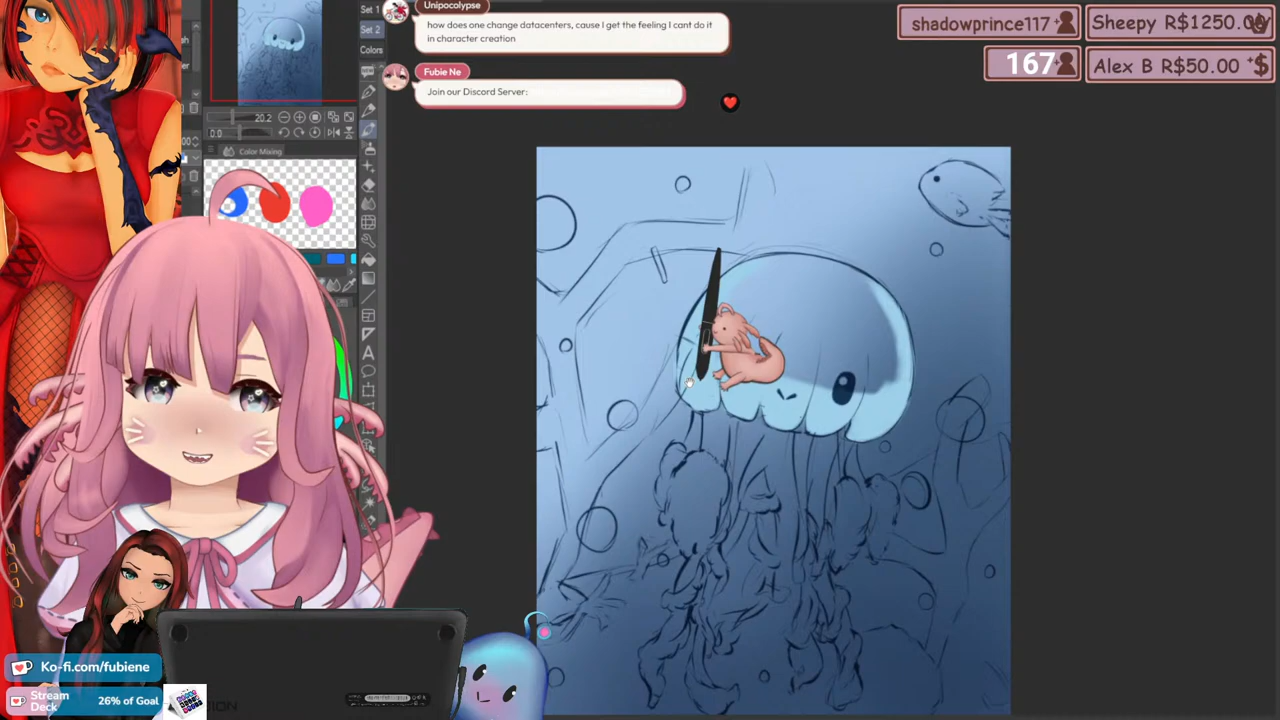 Set 1
Set 2
Colors
Unipocolypse
how does one change datacenters, cause I get the feeling I cant do it
in character creation
Fubie Ne
Join our Discord Server:
shadowprince117
Sheepy R$1250.00
167
Alex B R$50.00
20.2
0.0
Color Mixing
Ko-fi.com/fubiene
Stream
Deck
26% of Goal